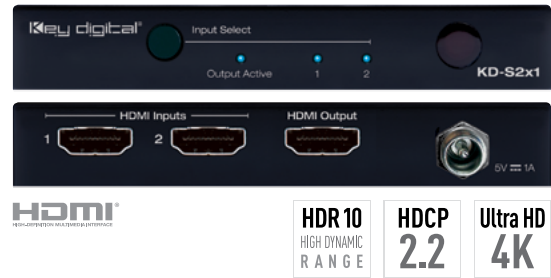 Key digital®
Input Select
Output Active 1 2
KD-S2x1
HDMI Inputs
HDMI Output
1 2
5V ⎓ 1A
HDMI®
HIGH-DEFINITION MULTIMEDIA INTERFACE
HDR 10
HIGH DYNAMIC
RANGE
HDCP
2.2
Ultra HD
4K